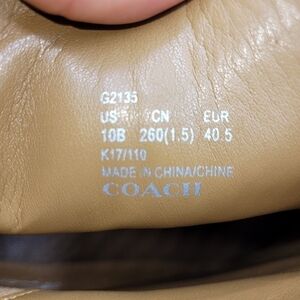 G2135
US CN EUR
10B 260(1.5) 40.5
K17/110
MADE IN CHINA/CHINE
COACH